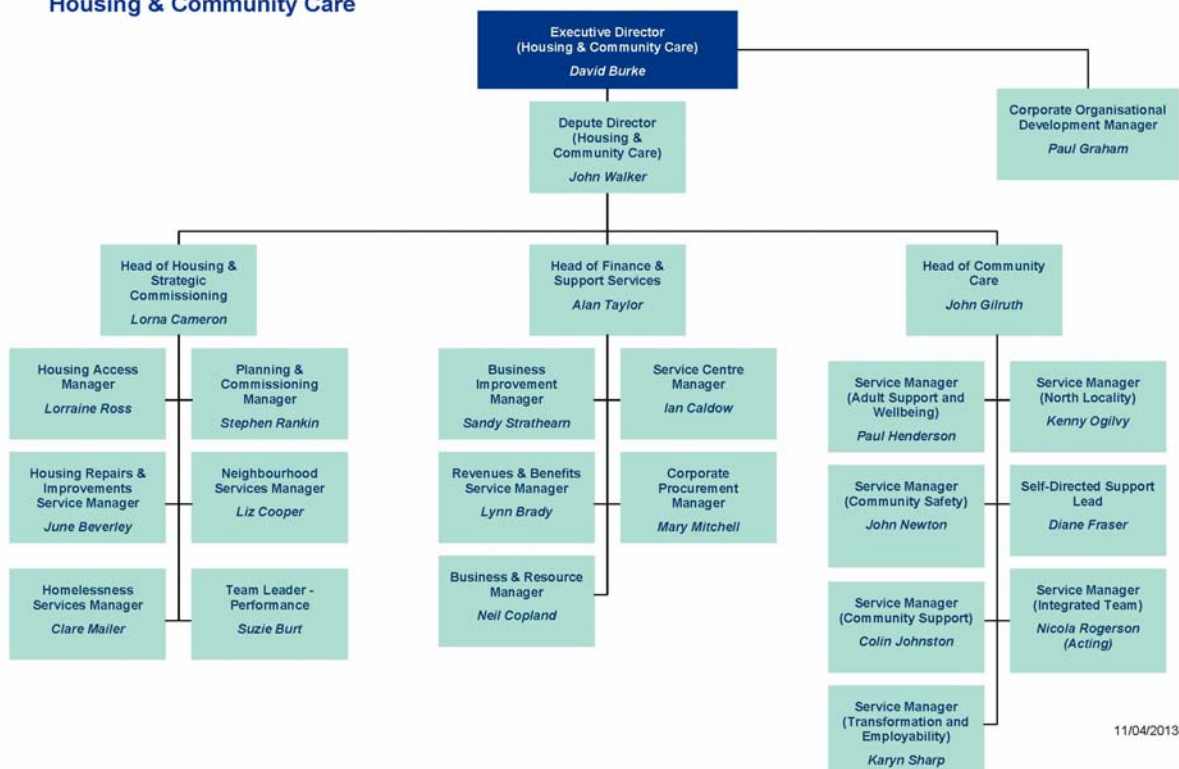 Housing & Community Care
Executive Director
(Housing & Community Care)
David Burke
Corporate Organisational
Development Manager
Paul Graham
Depute Director
(Housing &
Community Care)
John Walker
Head of Housing &
Strategic
Commissioning
Lorna Cameron
Head of Finance &
Support Services
Alan Taylor
Head of Community
Care
John Gilruth
Housing Access
Manager
Lorraine Ross
Planning &
Commissioning
Manager
Stephen Rankin
Housing Repairs &
Improvements
Service Manager
June Beverley
Neighbourhood
Services Manager
Liz Cooper
Homelessness
Services Manager
Clare Mailer
Team Leader -
Performance
Suzie Burt
Business
Improvement
Manager
Sandy Strathearn
Service Centre
Manager
Ian Caldow
Revenues & Benefits
Service Manager
Lynn Brady
Corporate
Procurement
Manager
Mary Mitchell
Business & Resource
Manager
Neil Copland
Service Manager
(Adult Support and
Wellbeing)
Paul Henderson
Service Manager
(North Locality)
Kenny Ogilvy
Service Manager
(Community Safety)
John Newton
Self-Directed Support
Lead
Diane Fraser
Service Manager
(Community Support)
Colin Johnston
Service Manager
(Integrated Team)
Nicola Rogerson
(Acting)
Service Manager
(Transformation and
Employability)
Karyn Sharp
11/04/2013